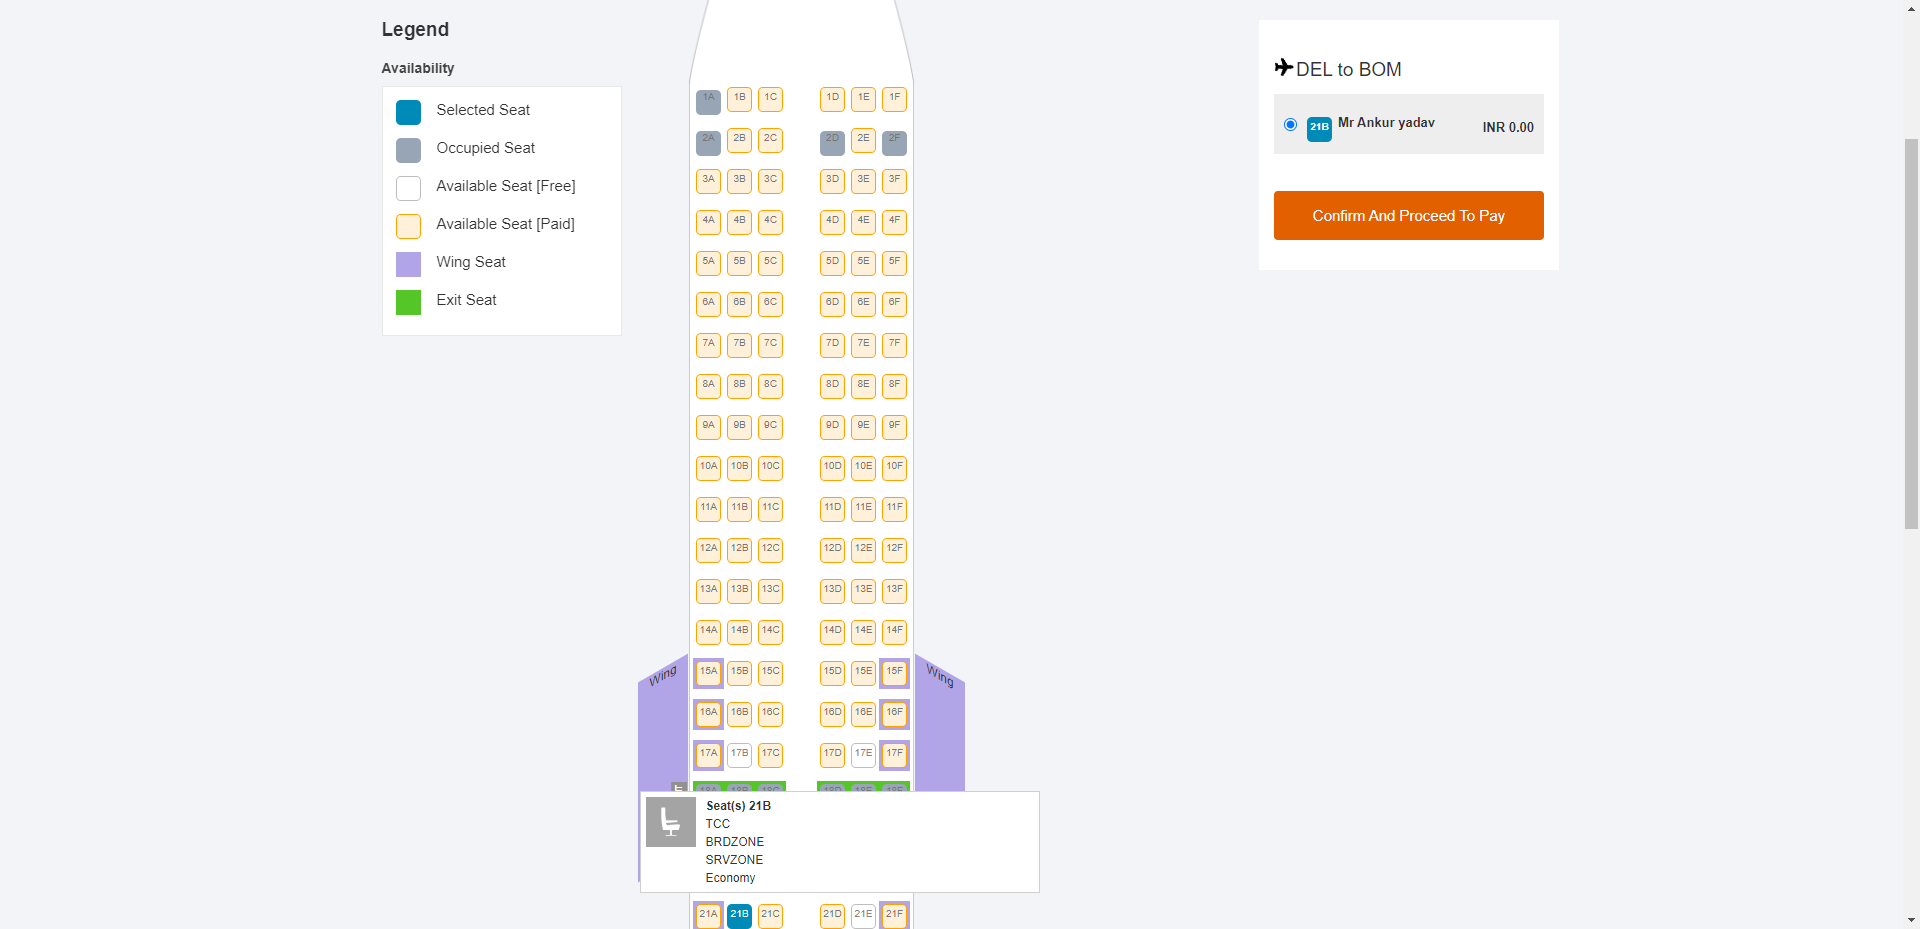 Legend
Availability
Selected Seat
Occupied Seat
Available Seat [Free]
Available Seat [Paid]
Wing Seat
Exit Seat
1A 1B 1C 1D 1E 1F
2A 2B 2C 2D 2E 2F
3A 3B 3C 3D 3E 3F
4A 4B 4C 4D 4E 4F
5A 5B 5C 5D 5E 5F
6A 6B 6C 6D 6E 6F
7A 7B 7C 7D 7E 7F
8A 8B 8C 8D 8E 8F
9A 9B 9C 9D 9E 9F
10A 10B 10C 10D 10E 10F
11A 11B 11C 11D 11E 11F
12A 12B 12C 12D 12E 12F
13A 13B 13C 13D 13E 13F
14A 14B 14C 14D 14E 14F
Wing 15A 15B 15C 15D 15E 15F Wing
16A 16B 16C 16D 16E 16F
17A 17B 17C 17D 17E 17F
18A 18B 18C 18D 18E 18F
Seat(s) 21B
TCC
BRDZONE
SRVZONE
Economy
21A 21B 21C 21D 21E 21F
DEL to BOM
21B Mr Ankur yadav INR 0.00
Confirm And Proceed To Pay